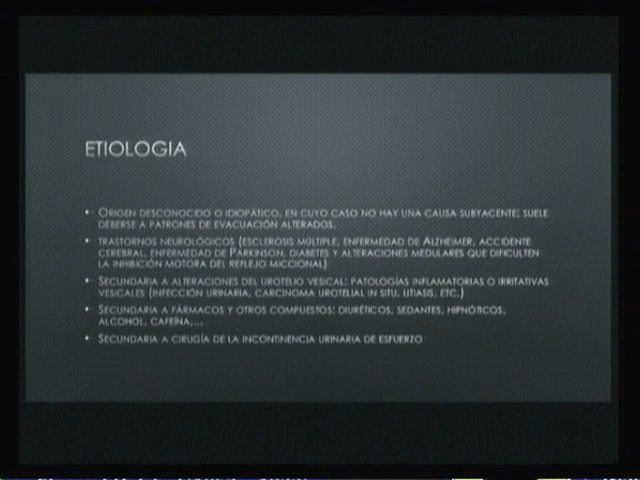 ETIOLOGIA
• ORIGEN DESCONOCIDO O IDIOPÁTICO, EN CUYO CASO NO HAY UNA CAUSA SUBYACENTE; SUELE
DEBERSE A PATRONES DE EVACUACIÓN ALTERADOS.
• TRASTORNOS NEUROLÓGICOS (ESCLEROSIS MÚLTIPLE, ENFERMEDAD DE ALZHEIMER, ACCIDENTE
CEREBRAL, ENFERMEDAD DE PARKINSON, DIABETES Y ALTERACIONES MEDULARES QUE DIFICULTEN
LA INHIBICIÓN MOTORA DEL REFLEJO MICCIONAL)
• SECUNDARIA A ALTERACIONES DEL UROTELIO VESICAL: PATOLOGÍAS INFLAMATORIAS O IRRITATIVAS
VESICALES (INFECCIÓN URINARIA, CARCINOMA UROTELIAL IN SITU, LITIASIS, ETC.)
• SECUNDARIA A FÁRMACOS Y OTROS COMPUESTOS: DIURÉTICOS, SEDANTES, HIPNÓTICOS,
ALCOHOL, CAFEÍNA,...
• SECUNDARIA A CIRUGÍA DE LA INCONTINENCIA URINARIA DE ESFUERZO